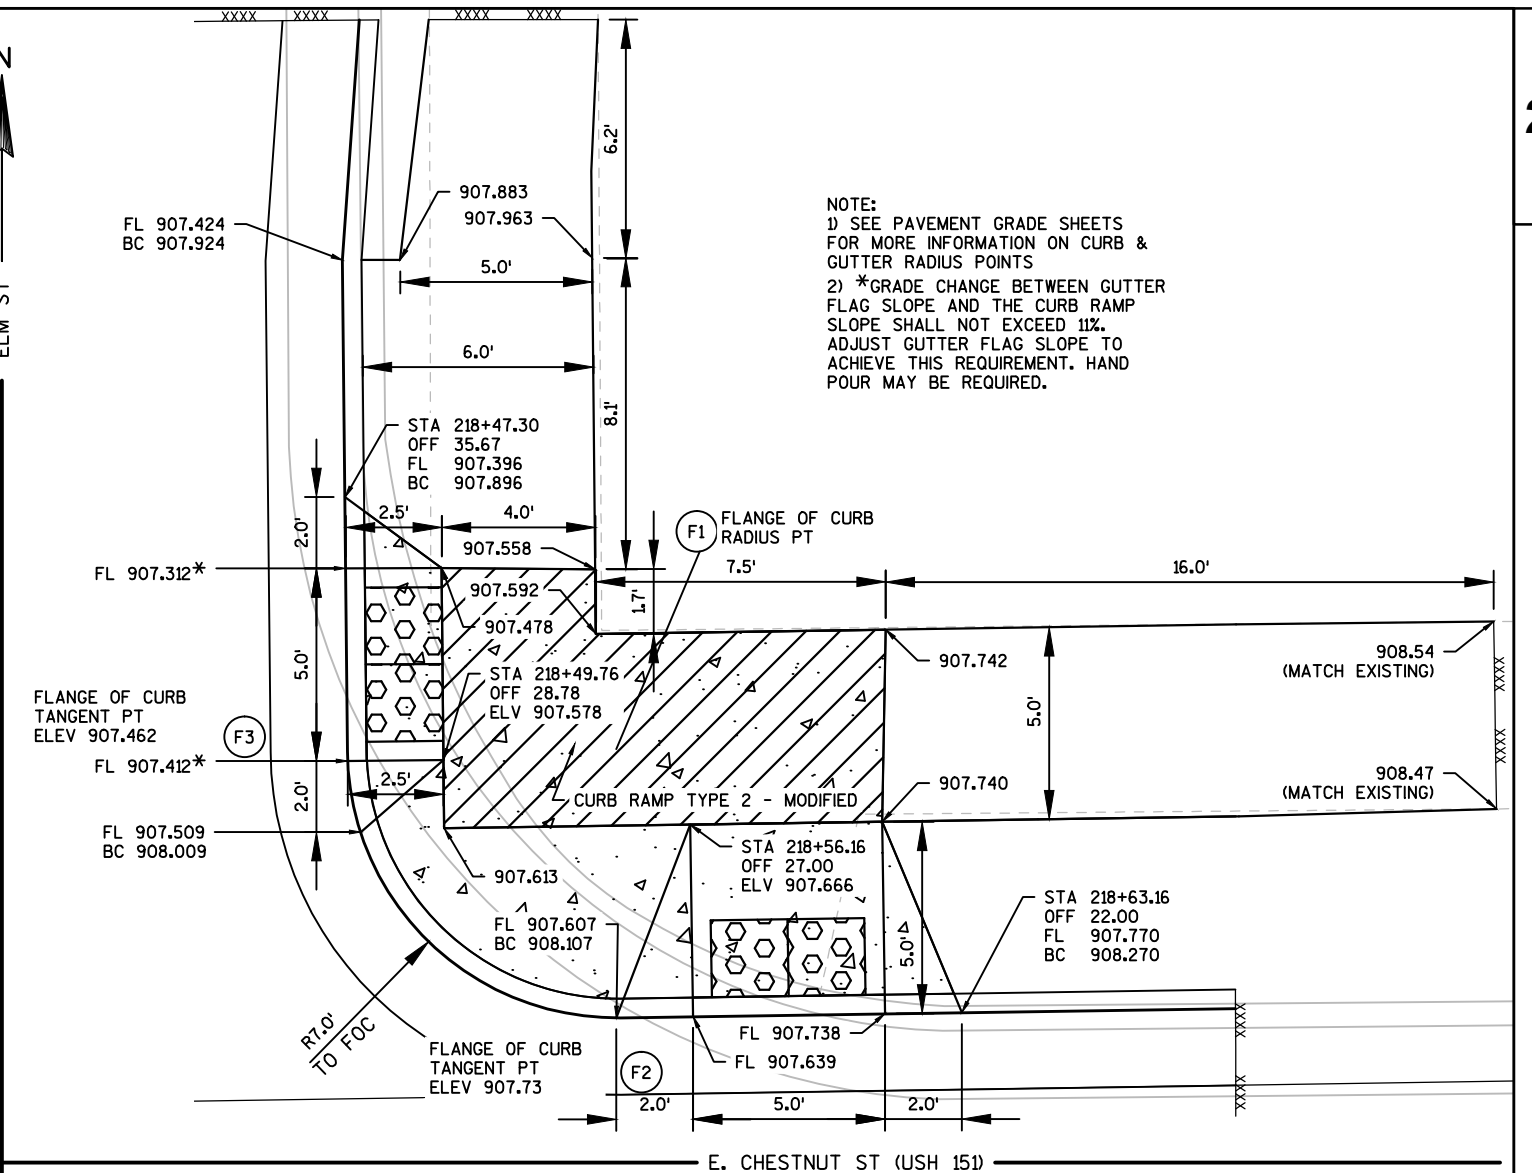 XXXX XXXX XXXX XXXX
N
ELM ST
6.2'
907.883
907.963
FL 907.424
BC 907.924
5.0'
NOTE:
1) SEE PAVEMENT GRADE SHEETS
FOR MORE INFORMATION ON CURB &
GUTTER RADIUS POINTS
2) *GRADE CHANGE BETWEEN GUTTER
FLAG SLOPE AND THE CURB RAMP
SLOPE SHALL NOT EXCEED 11%.
ADJUST GUTTER FLAG SLOPE TO
ACHIEVE THIS REQUIREMENT. HAND
POUR MAY BE REQUIRED.
6.0'
8.1'
STA 218+47.30
OFF 35.67
FL 907.396
BC 907.896
2.0'
2.5'
4.0'
907.558
F1
FLANGE OF CURB
RADIUS PT
FL 907.312*
907.592
7.5'
16.0'
1.7'
907.478
5.0'
STA 218+49.76
OFF 28.78
ELV 907.578
907.742
908.54
(MATCH EXISTING)
XXXX
XXXX
5.0'
FLANGE OF CURB
TANGENT PT
ELEV 907.462
F3
FL 907.412*
2.5'
2.0'
CURB RAMP TYPE 2 - MODIFIED
907.740
908.47
(MATCH EXISTING)
FL 907.509
BC 908.009
907.613
STA 218+56.16
OFF 27.00
ELV 907.666
FL 907.607
BC 908.107
5.0'
STA 218+63.16
OFF 22.00
FL 907.770
BC 908.270
R7.0'
TO FOC
FL 907.738
FL 907.639
XXXX
XXXX
FLANGE OF CURB
TANGENT PT
ELEV 907.73
F2
2.0'
5.0'
2.0'
E. CHESTNUT ST (USH 151)